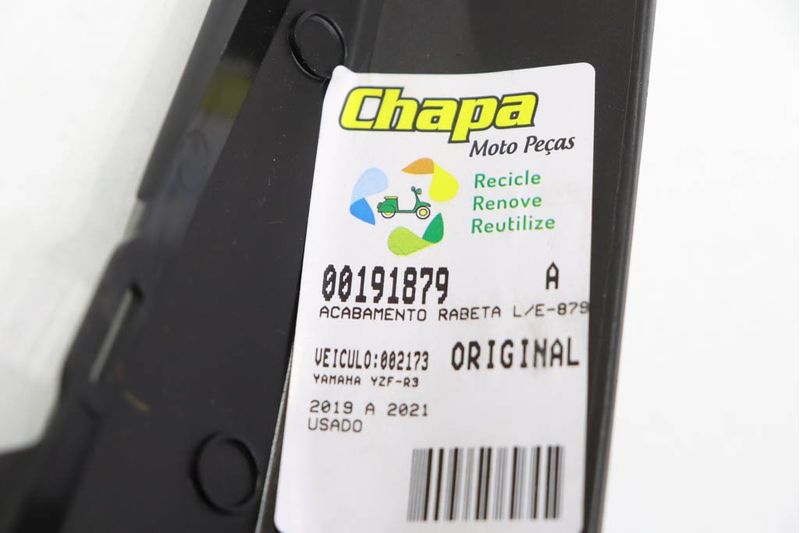 Chapa
Moto Peças
Recicle
Renove
Reutilize
00191879 A
ACABAMENTO RABETA L/E-879
VEICULO:002173 ORIGINAL
YAMAHA YZF-R3
2019 A 2021
USADO